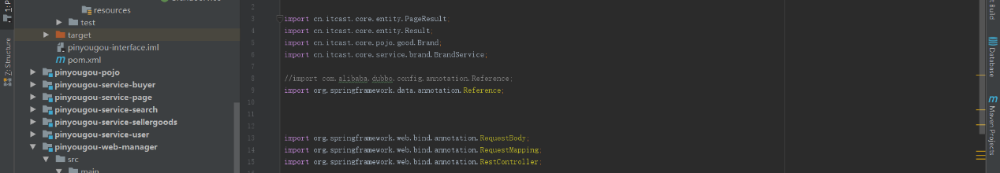 resources
test
target
pinyougou-interface.iml
pom.xml
pinyougou-pojo
pinyougou-service-buyer
pinyougou-service-page
pinyougou-service-search
pinyougou-service-sellergoods
pinyougou-service-user
pinyougou-web-manager
src
main
1: P
Z: Structure
2
3 import cn.itcast.core.entity.PageResult;
4 import cn.itcast.core.entity.Result;
5 import cn.itcast.core.pojo.good.Brand;
6 import cn.itcast.core.service.brand.BrandService;
7
8 //import com.alibaba.dubbo.config.annotation.Reference;
9 import org.springframework.data.annotation.Reference;
10
11
12
13 import org.springframework.web.bind.annotation.RequestBody;
14 import org.springframework.web.bind.annotation.RequestMapping;
15 import org.springframework.web.bind.annotation.RestController;
Build
Database
Maven Projects